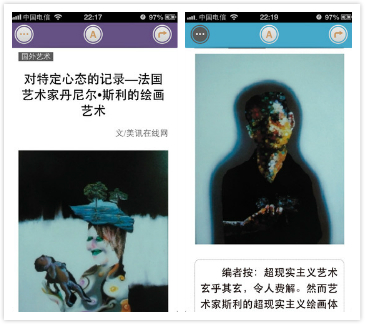 中国电信 22:17 97%
A
国外艺术
对特定心态的记录—法国
艺术家丹尼尔•斯利的绘画
艺术
文/美讯在线网
中国电信 22:19 97%
A
编者按：超现实主义艺术
玄乎其玄，令人费解。然而艺
术家斯利的超现实主义绘画体